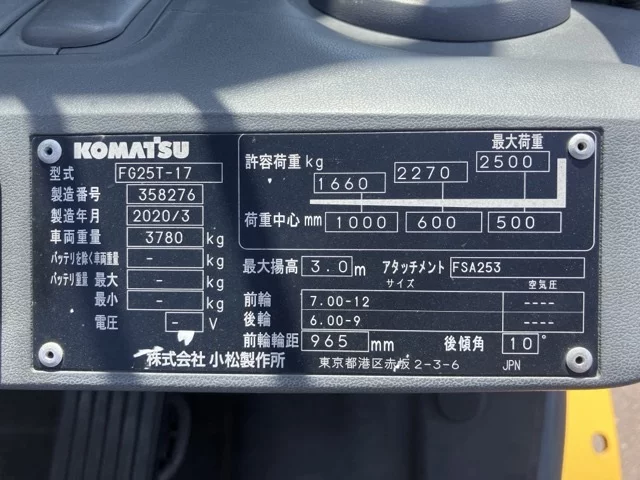 KOMATSU
型式 FG25T-17
製造番号 358276
製造年月 2020/3
車両重量 3780 kg
バッテリを除く車両重量 - kg
バッテリ重量 最大 - kg
最小 - kg
電圧 - V
許容荷重 kg 最大荷重
1660 2270 2500
荷重中心 mm 1000 600 500
最大揚高 3.0 m アタッチメント FSA253
サイズ 空気圧
前輪 7.00-12 ----
後輪 6.00-9 ----
前輪輪距 965 mm 後傾角 10°
株式会社 小松製作所 東京都港区赤坂 2-3-6 JPN